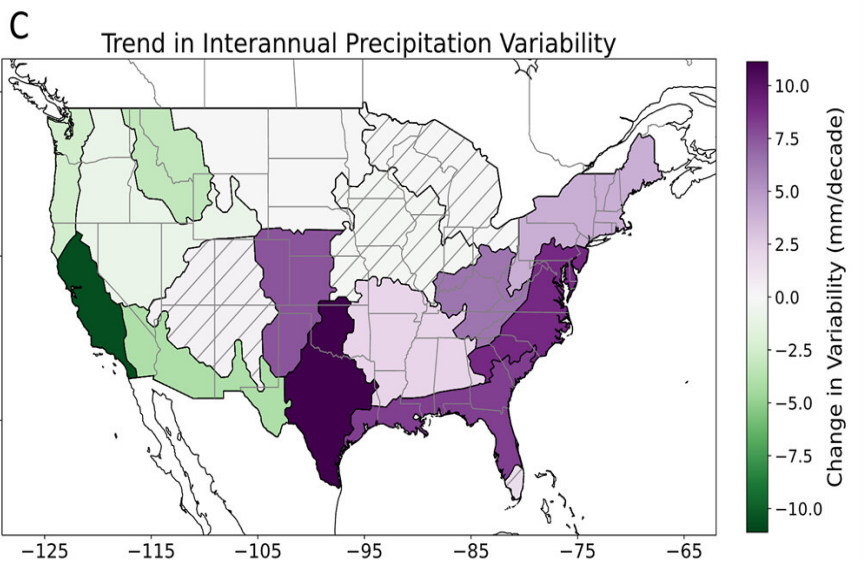 C
Trend in Interannual Precipitation Variability
10.0
7.5
5.0
2.5
0.0
−2.5
−5.0
−7.5
−10.0
Change in Variability (mm/decade)
−125 −115 −105 −95 −85 −75 −65